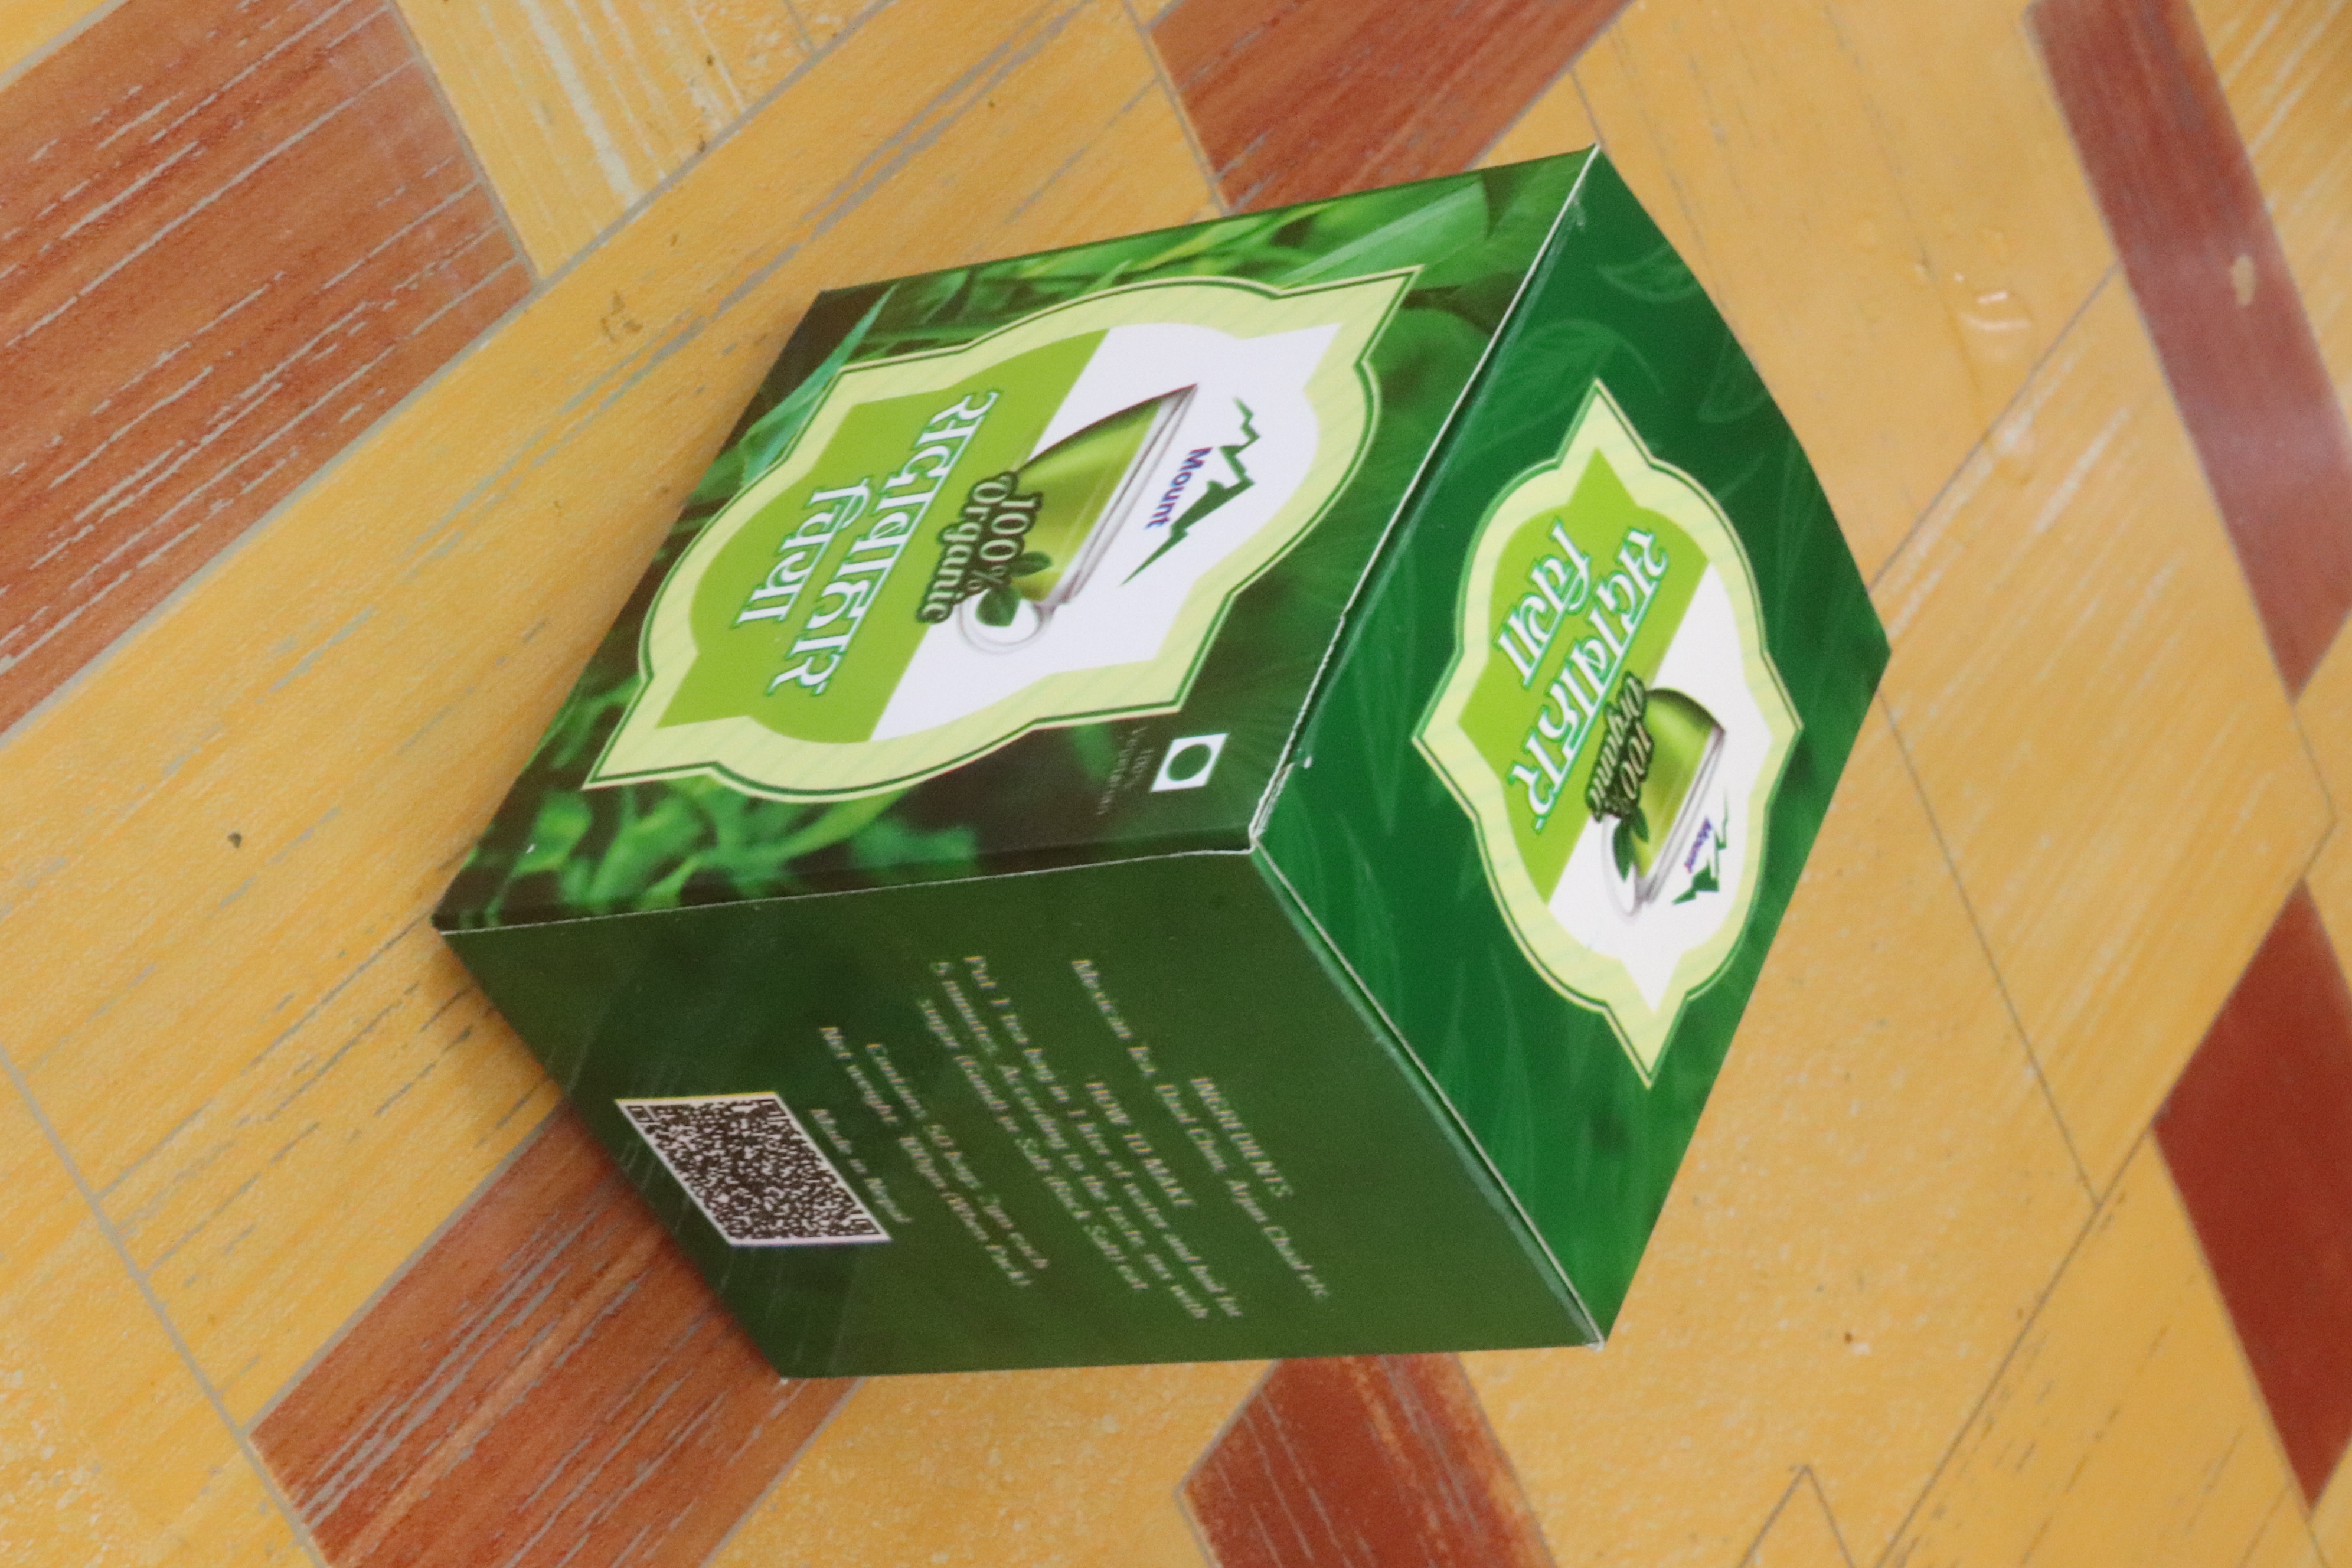 Mount
100%
Organic
सदाबाहार
चिया
Mount
100%
Organic
सदाबाहार
चिया
100%
Vegetarian
INGREDIENTS
Mexican Tea, Daal Chini, Arjun Chaal etc.
HOW TO MAKE
Put 1 tea bag in 1 liter of water and boil for
5 minutes. According to the taste, mix with
sugar (Gund) or Salt (Rock Salt) eat.
Contains: 50 bags 2gm each
Net weight: 100gm (When Pack)
Made in Nepal